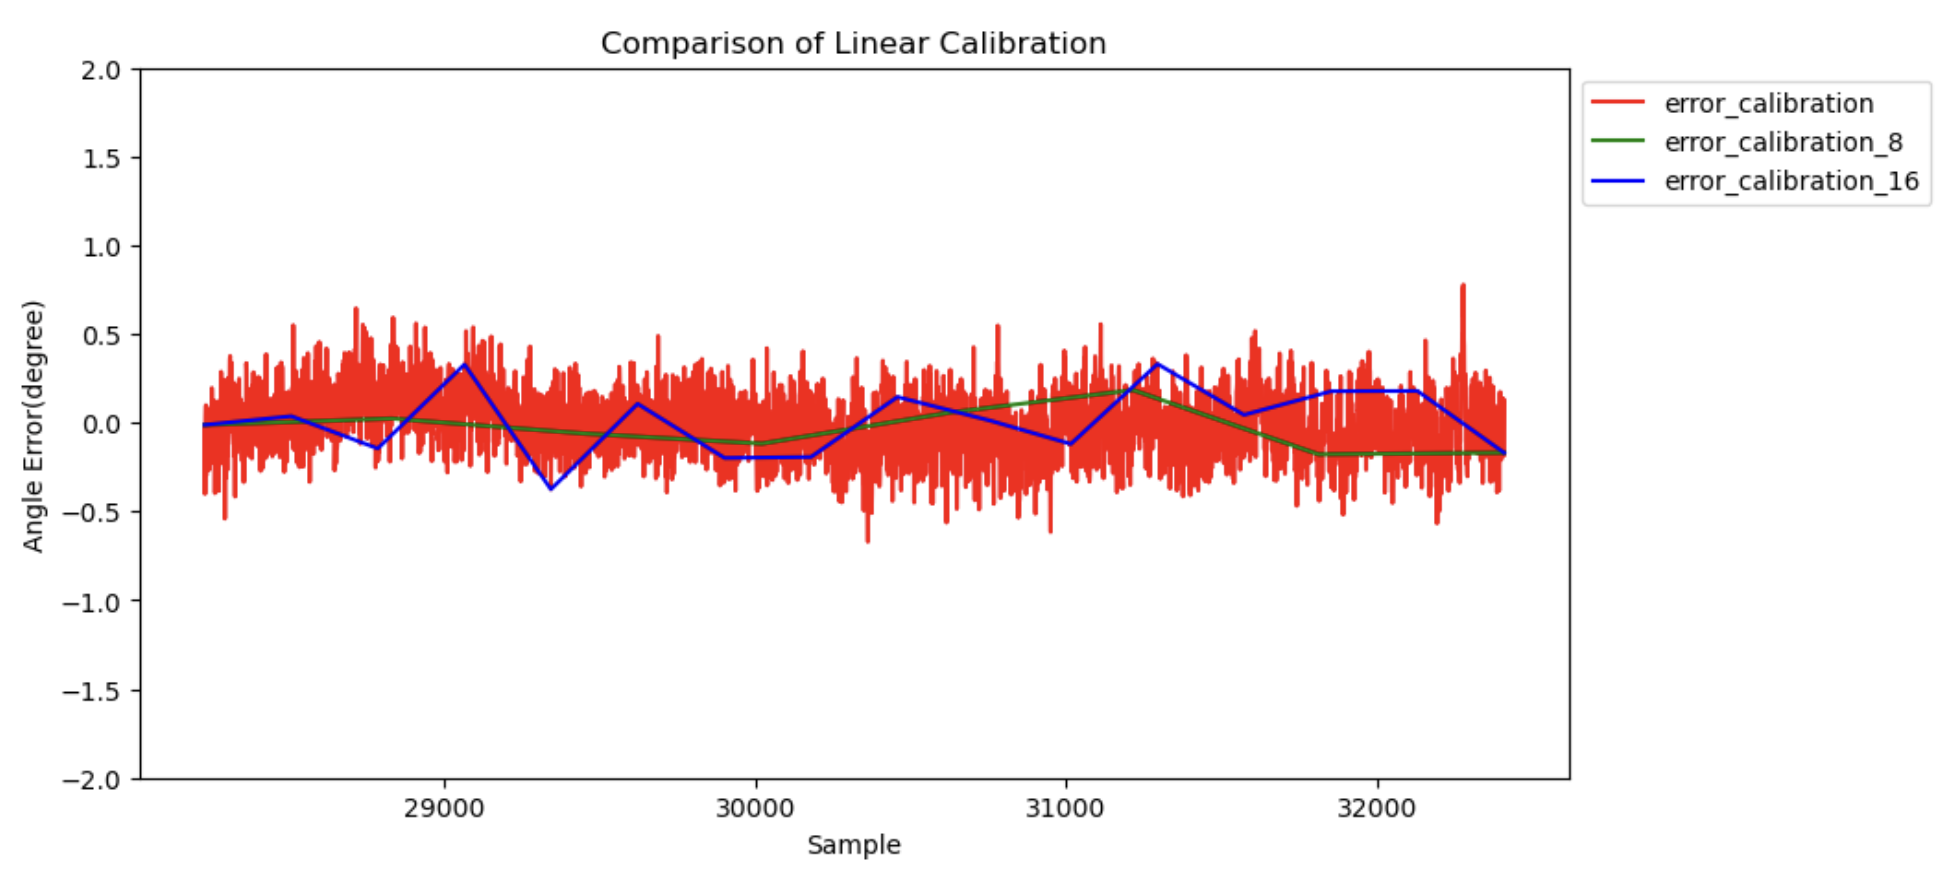 Comparison of Linear Calibration
2.0
1.5
1.0
0.5
0.0
−0.5
−1.0
−1.5
−2.0
Angle Error(degree)
29000 30000 31000 32000
Sample
error_calibration
error_calibration_8
error_calibration_16